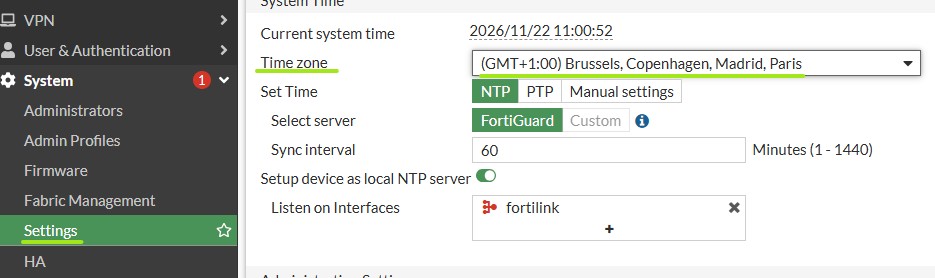 System Time
VPN
Current system time 2026/11/22 11:00:52
User & Authentication
Time zone (GMT+1:00) Brussels, Copenhagen, Madrid, Paris
System 1
Set Time NTP PTP Manual settings
Administrators
Select server FortiGuard Custom
Admin Profiles
Sync interval 60 Minutes (1 - 1440)
Firmware
Setup device as local NTP server
Fabric Management
Listen on Interfaces fortilink
Settings
HA